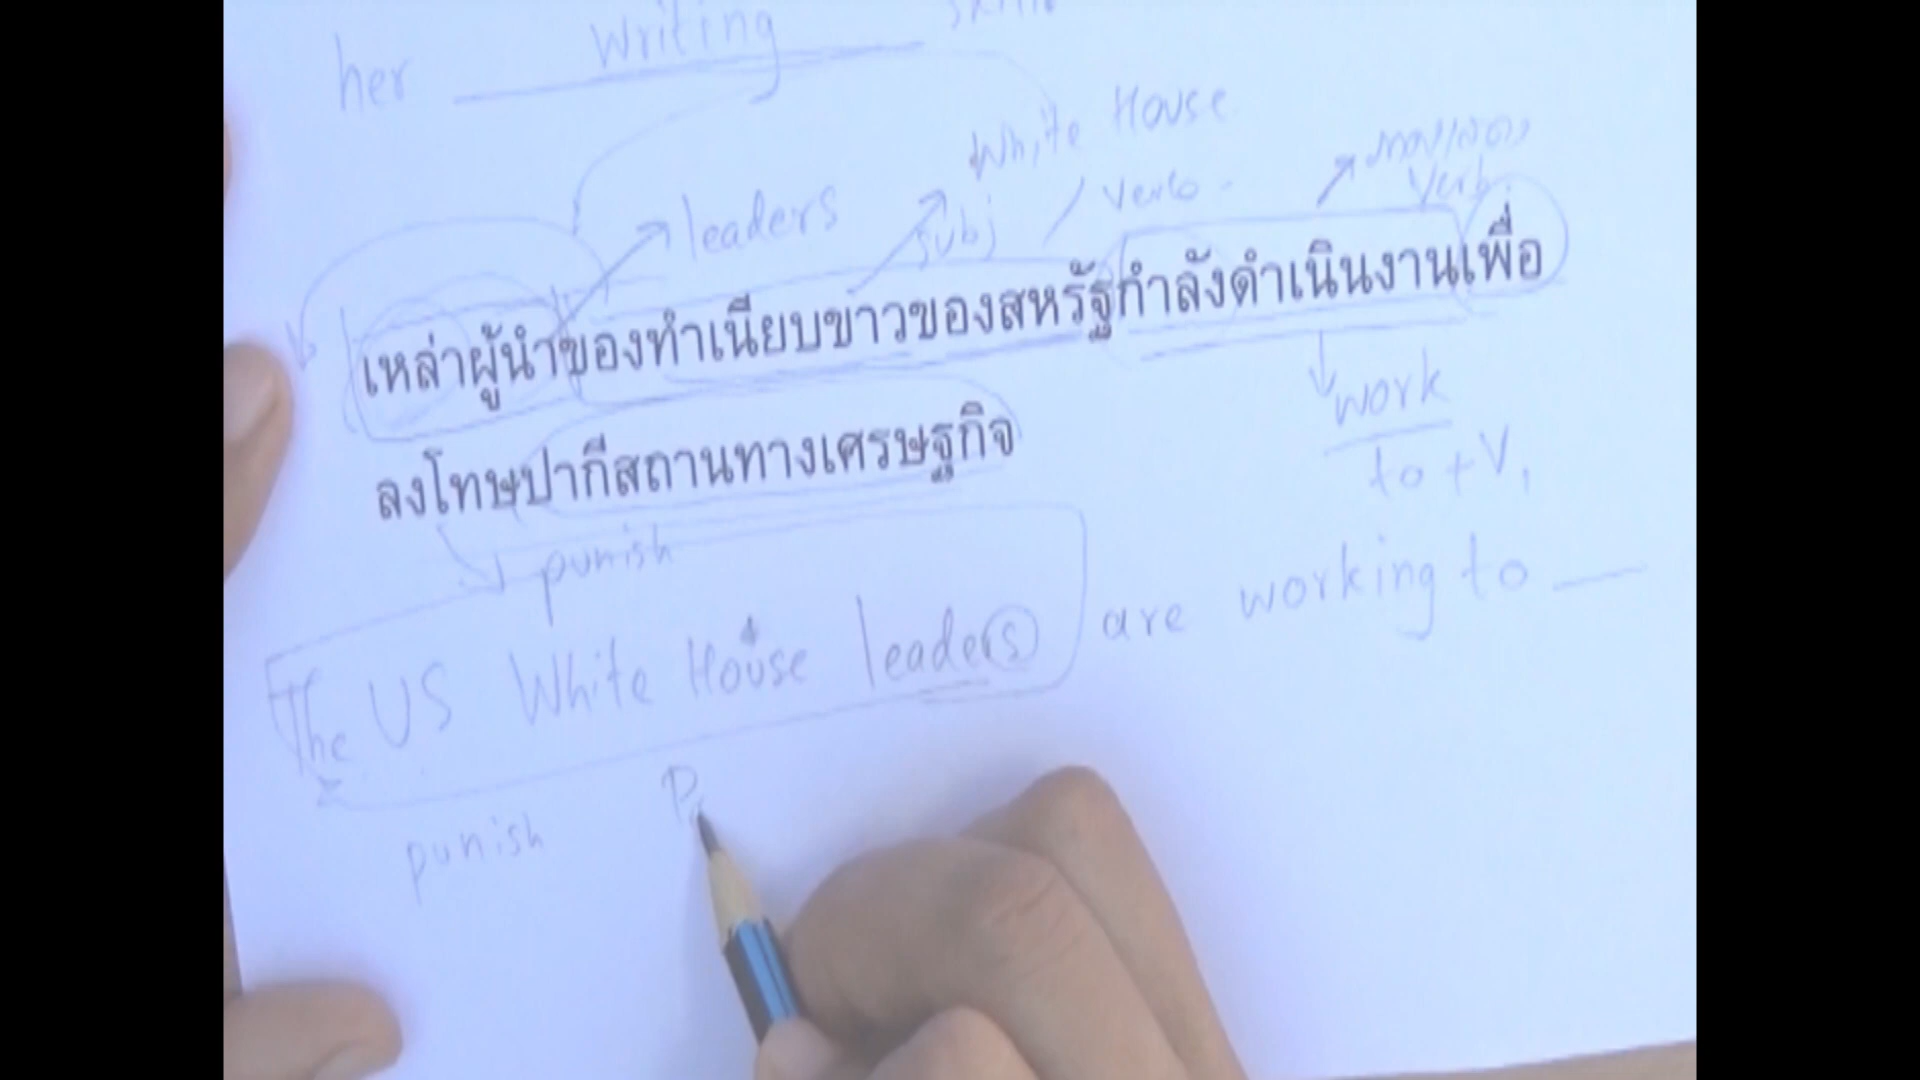 her writing
White House
leaders subj / verb
verb
เหล่าผู้นำของทำเนียบขาวของสหรัฐกำลังดำเนินงานเพื่อ
work
ลงโทษปากีสถานทางเศรษฐกิจ
to + V1
punish
The US White House leaders are working to
punish P